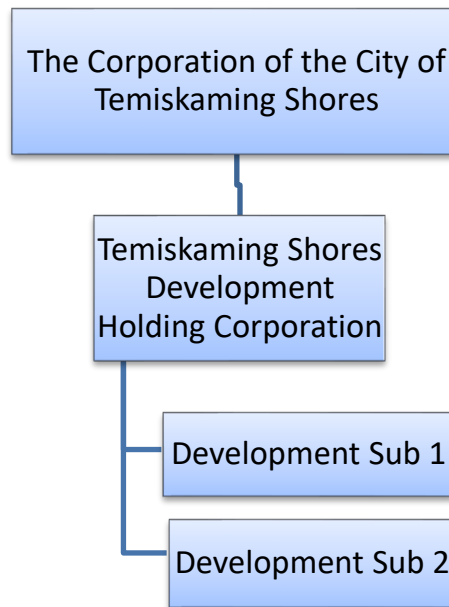 The Corporation of the City of
Temiskaming Shores
Temiskaming Shores
Development
Holding Corporation
Development Sub 1
Development Sub 2